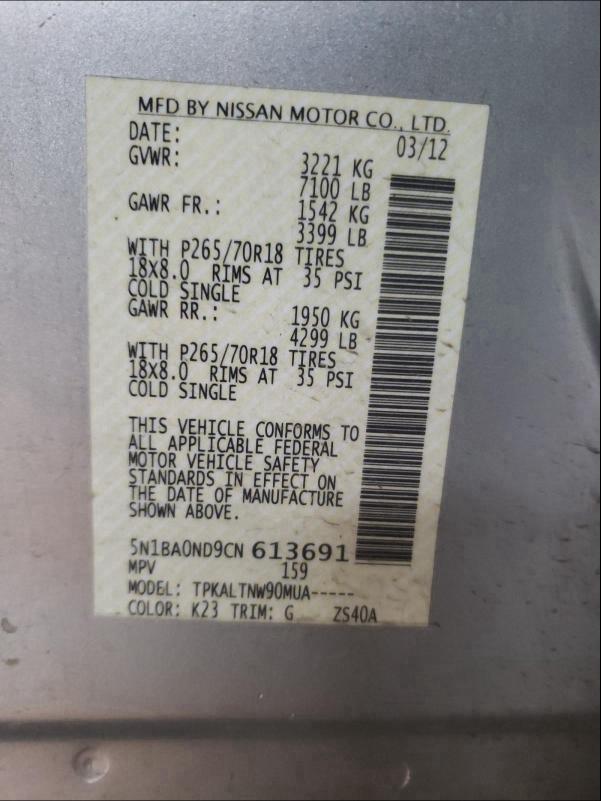 MFD BY NISSAN MOTOR CO., LTD.
DATE: 03/12
GVWR: 3221 KG
7100 LB
GAWR FR.: 1542 KG
3399 LB
WITH P265/70R18 TIRES
18X8.0 RIMS AT 35 PSI
COLD SINGLE
GAWR RR.: 1950 KG
4299 LB
WITH P265/70R18 TIRES
18X8.0 RIMS AT 35 PSI
COLD SINGLE
THIS VEHICLE CONFORMS TO
ALL APPLICABLE FEDERAL
MOTOR VEHICLE SAFETY
STANDARDS IN EFFECT ON
THE DATE OF MANUFACTURE
SHOWN ABOVE.
5N1BA0ND9CN 613691
MPV 159
MODEL: TPKALTNW90MUA-----
COLOR: K23 TRIM: G ZS40A